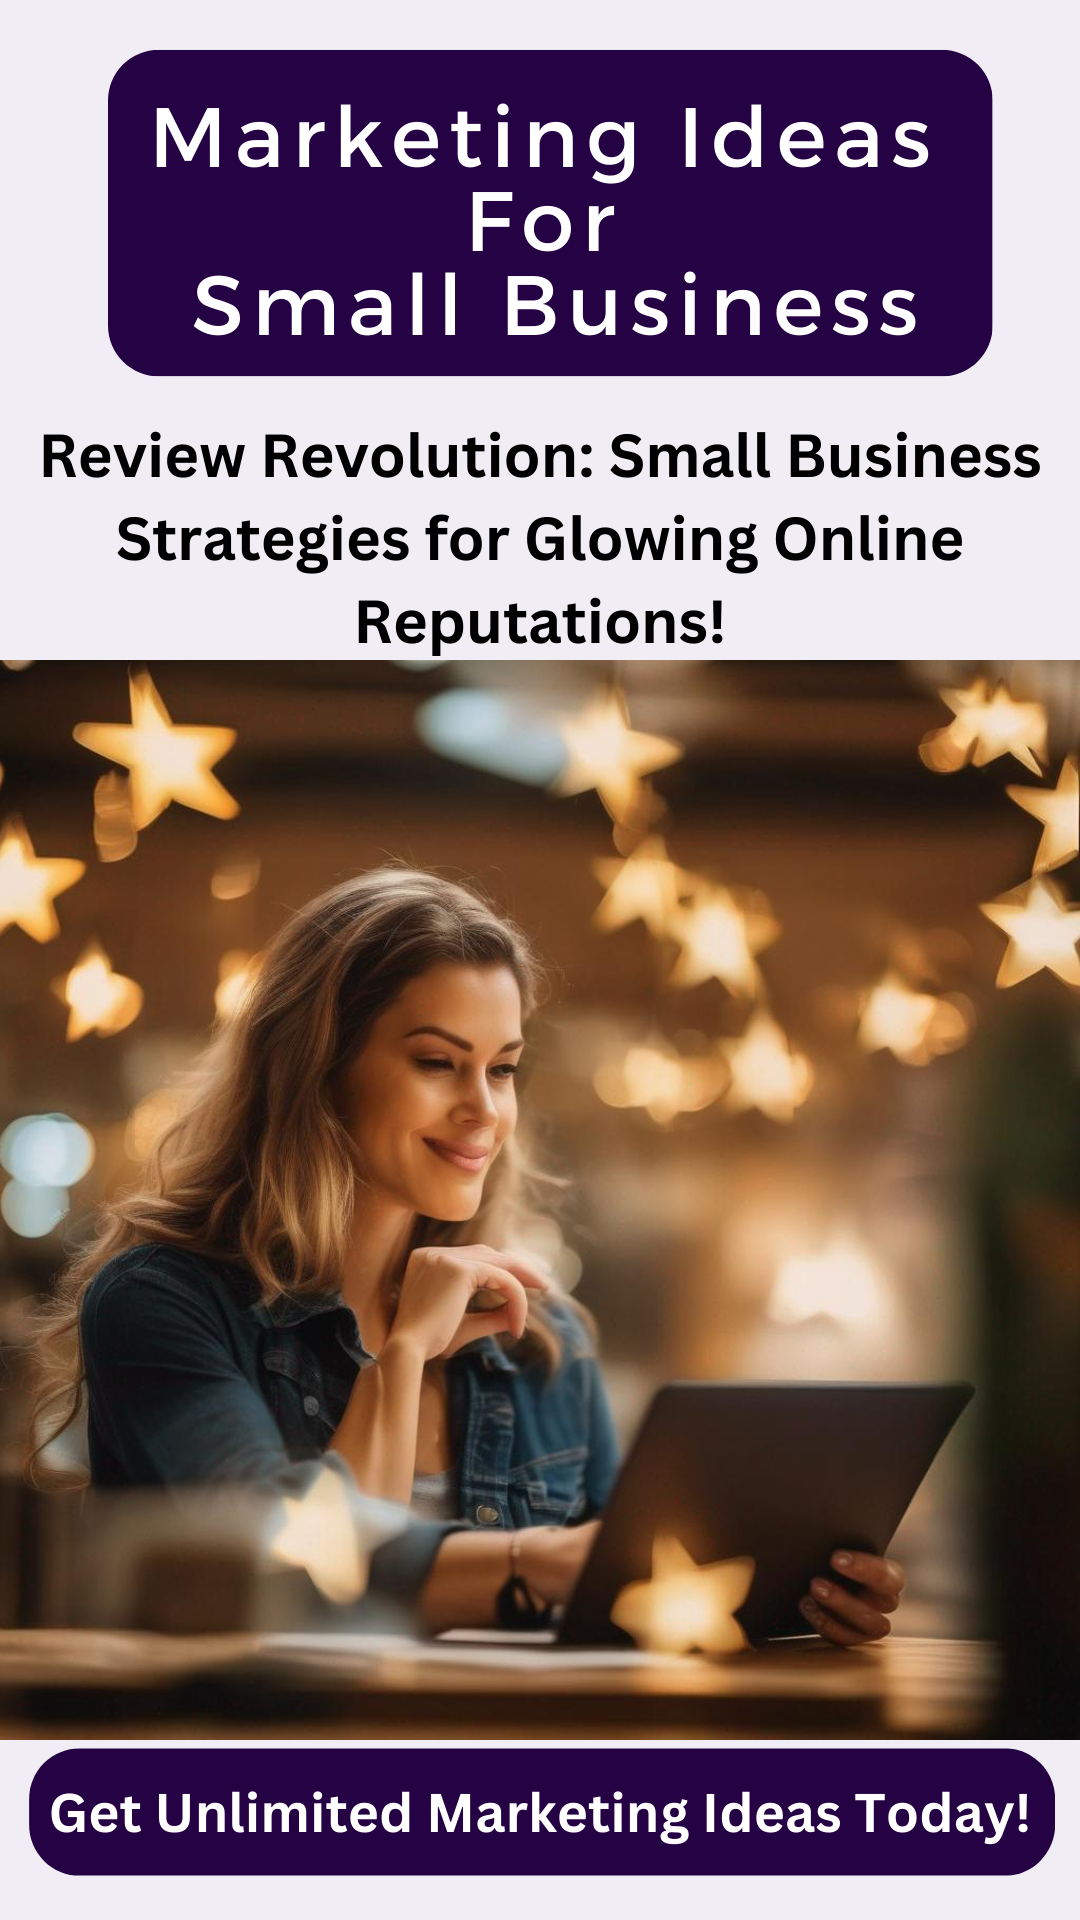 Marketing Ideas
For
Small Business
Review Revolution: Small Business
Strategies for Glowing Online
Reputations!
Get Unlimited Marketing Ideas Today!